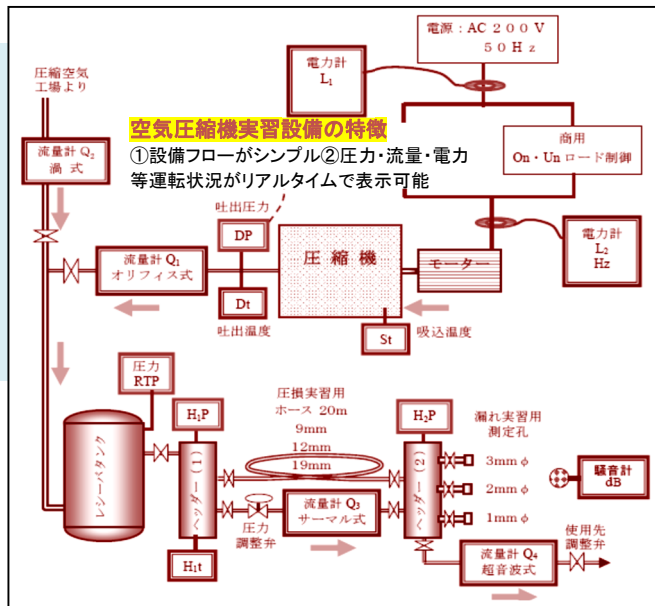 電源：AC 200 V
50 Hz
電力計
L₁
圧縮空気
工場より
空気圧縮機実習設備の特徴
①設備フローがシンプル②圧力・流量・電力
等運転状況がリアルタイムで表示可能
流量計 Q₂
渦式
商用
On・Un ロード制御
吐出圧力
DP
圧縮機
モーター
電力計
L₂
Hz
流量計 Q₁
オリフィス式
Dt
吐出温度
St
吸込温度
圧力
RTP
H₁P
圧損実習用
ホース 20m
9mm
12mm
19mm
H₂P
漏れ実習用
測定孔
レシーバタンク
ヘッダー（1）
ヘッダー（2）
3mmφ
2mmφ
1mmφ
騒音計
dB
圧力
調整弁
流量計 Q₃
サーマル式
H₁t
流量計 Q₄
超音波式
使用先
調整弁